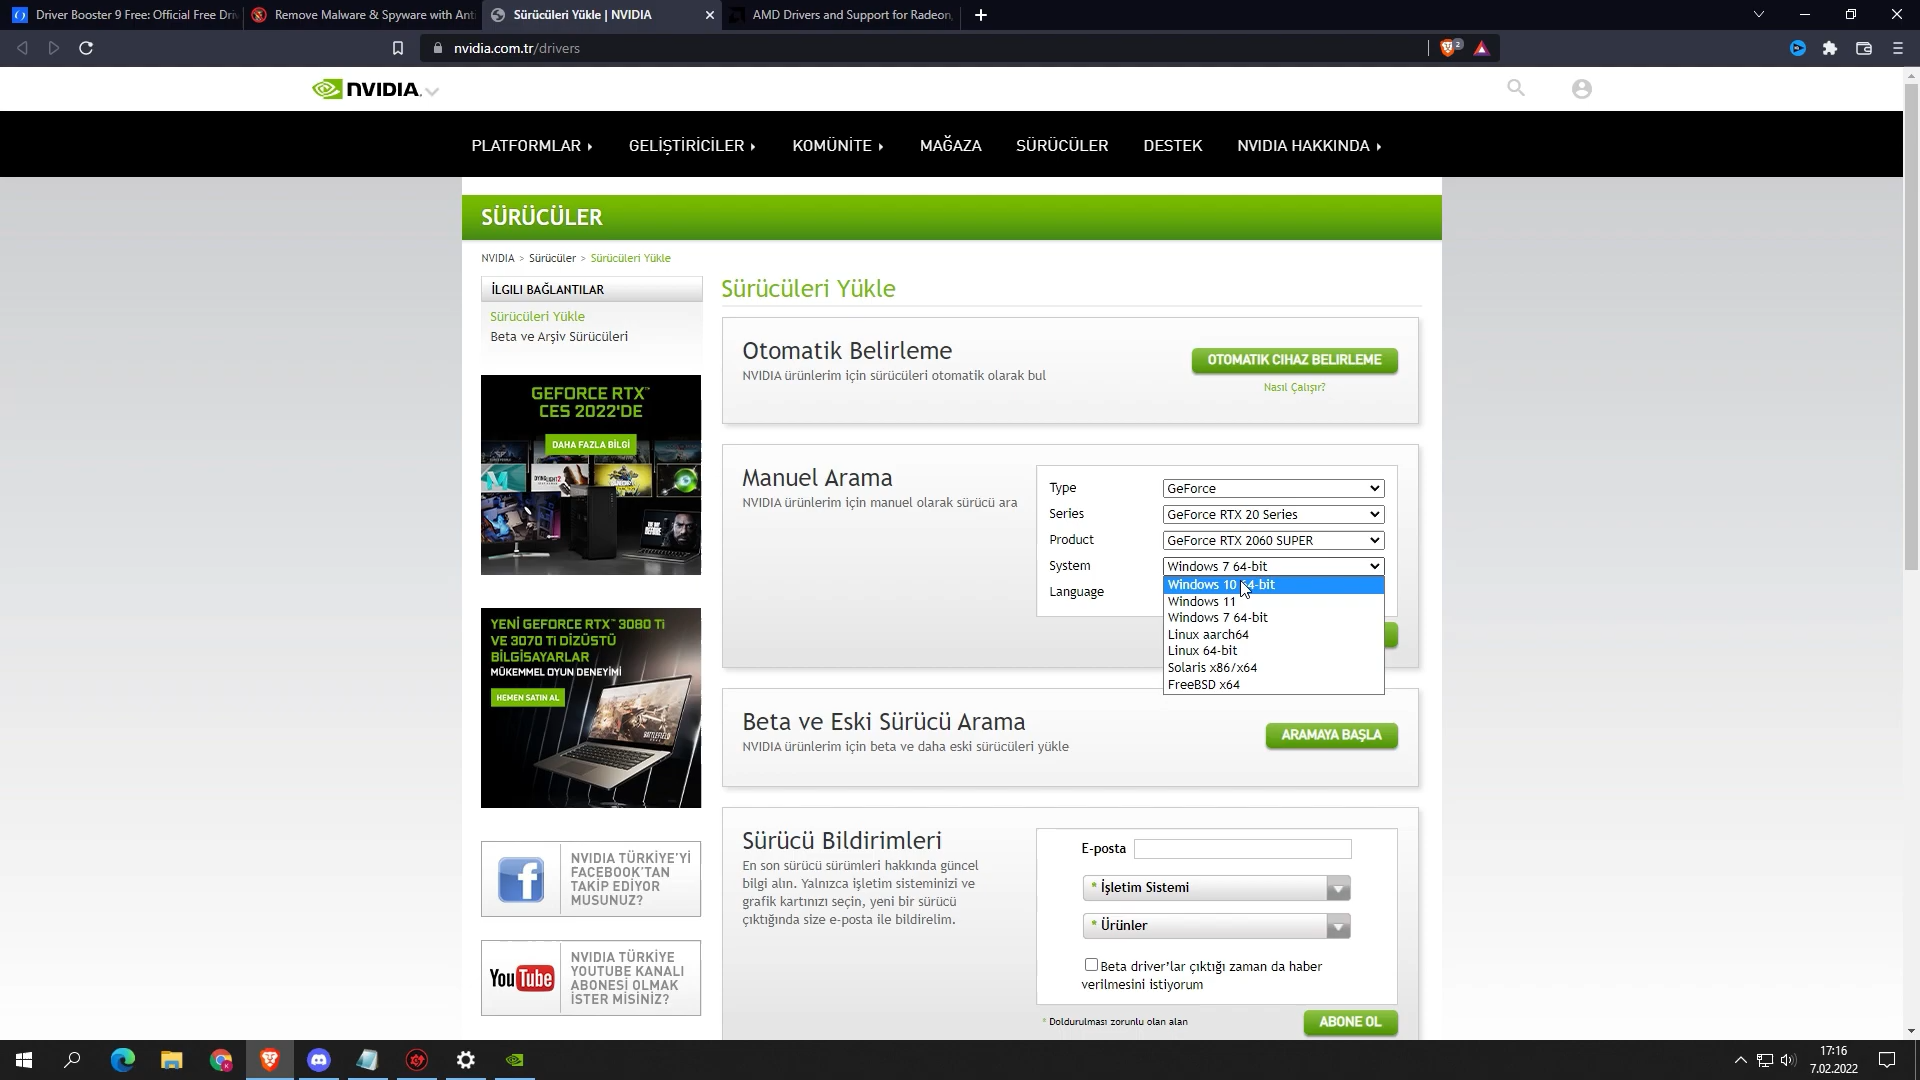 Driver Booster 9 Free: Official Free Dri
Remove Malware & Spyware with Ant
Sürücüleri Yükle | NVIDIA
AMD Drivers and Support for Radeon,
nvidia.com.tr/drivers
2
NVIDIA.
PLATFORMLAR
GELİŞTİRİCİLER
KOMÜNİTE
MAĞAZA
SÜRÜCÜLER
DESTEK
NVIDIA HAKKINDA
SÜRÜCÜLER
NVIDIA > Sürücüler > Sürücüleri Yükle
İLGILI BAĞLANTILAR
Sürücüleri Yükle
Beta ve Arşiv Sürücüleri
GEFORCE RTX™
CES 2022'DE
DAHA FAZLA BİLGİ
YENİ GEFORCE RTX™ 3080 Ti
VE 3070 Ti DİZÜSTÜ
BİLGİSAYARLAR
MÜKEMMEL OYUN DENEYİMİ
HEMEN SATIN AL
NVIDIA TÜRKİYE'Yİ
FACEBOOK'TAN
TAKİP EDİYOR
MUSUNUZ?
YouTube
NVIDIA TÜRKİYE
YOUTUBE KANALI
ABONESİ OLMAK
İSTER MİSİNİZ?
Sürücüleri Yükle
Otomatik Belirleme
NVIDIA ürünlerim için sürücüleri otomatik olarak bul
OTOMATIK CIHAZ BELIRLEME
Nasıl Çalışır?
Manuel Arama
NVIDIA ürünlerim için manuel olarak sürücü ara
Type
GeForce
Series
GeForce RTX 20 Series
Product
GeForce RTX 2060 SUPER
System
Windows 7 64-bit
Language
Windows 10 64-bit
Windows 11
Windows 7 64-bit
Linux aarch64
Linux 64-bit
Solaris x86/x64
FreeBSD x64
Beta ve Eski Sürücü Arama
NVIDIA ürünlerim için beta ve daha eski sürücüleri yükle
ARAMAYA BAŞLA
Sürücü Bildirimleri
En son sürücü sürümleri hakkında güncel
bilgi alın. Yalnızca işletim sisteminizi ve
grafik kartınızı seçin, yeni bir sürücü
çıktığında size e-posta ile bildirelim.
E-posta
* İşletim Sistemi
* Ürünler
Beta driver'lar çıktığı zaman da haber
verilmesini istiyorum
* Doldurulması zorunlu olan alan
ABONE OL
17:16
7.02.2022